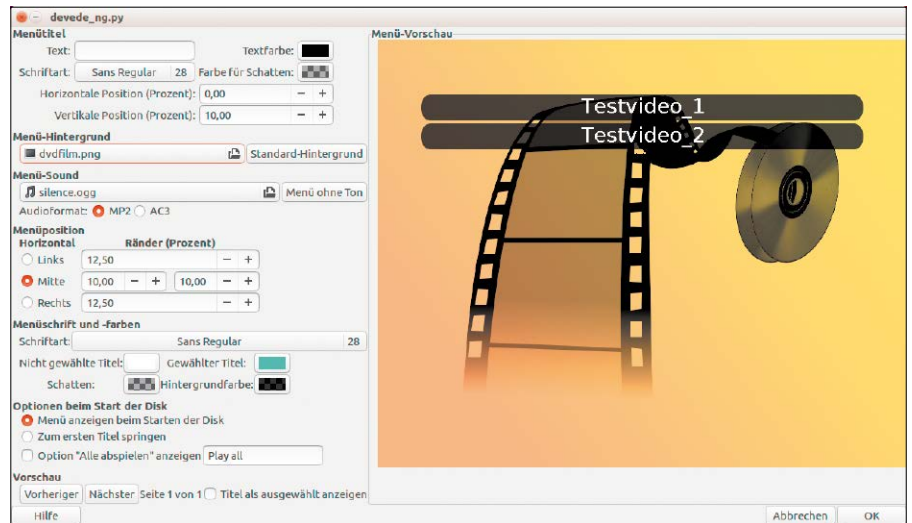 devede_ng.py
Menütitel
Text:
Textfarbe:
Schriftart: Sans Regular 28 Farbe für Schatten:
Horizontale Position (Prozent): 0,00 − +
Vertikale Position (Prozent): 10,00 − +
Menü-Hintergrund
dvdfilm.png Standard-Hintergrund
Menü-Sound
silence.ogg Menü ohne Ton
Audioformat: MP2 AC3
Menüposition
Horizontal Ränder (Prozent)
Links 12,50 − +
Mitte 10,00 − + 10,00 − +
Rechts 12,50 − +
Menüschrift und -farben
Schriftart: Sans Regular 28
Nicht gewählte Titel: Gewählter Titel:
Schatten: Hintergrundfarbe:
Optionen beim Start der Disk
Menü anzeigen beim Starten der Disk
Zum ersten Titel springen
Option "Alle abspielen" anzeigen Play all
Vorschau
Vorheriger Nächster Seite 1 von 1 Titel als ausgewählt anzeigen
Hilfe
Menü-Vorschau
Testvideo_1
Testvideo_2
Abbrechen OK